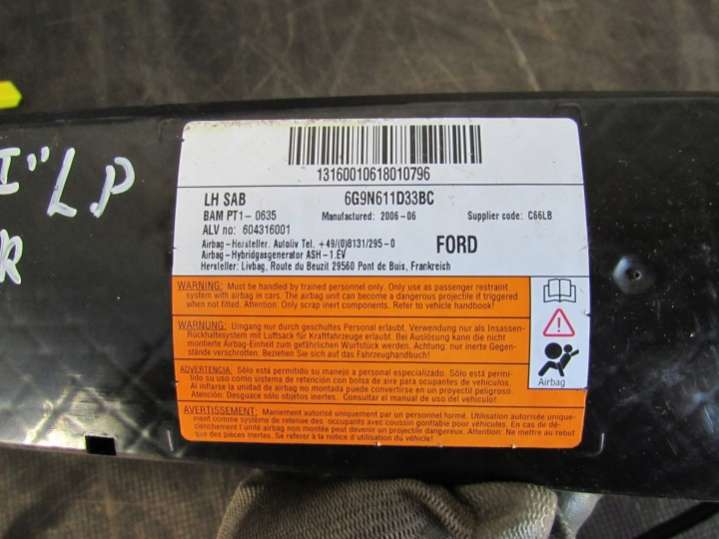 I" L P
R
13160010618010796
LH SAB 6G9N611D33BC
BAM PT1- 0635 Manufactured: 2006-06 Supplier code: C66LB
ALV no: 604316001
Airbag-Hersteller. Autoliv Tel. +49/(0)8131/295-0 FORD
Airbag-Hybridgasgenerator ASH-1.EV
Hersteller: Livbag, Route du Beuzil 29560 Pont de Buis, Frankreich
WARNING: Must be handled by trained personnel only. Only use as passenger restraint
system with airbag in cars. The airbag unit can become a dangerous projectile if triggered
when not fitted. Attention: Only scrap inert components. Refer to vehicle handbook!
WARNUNG: Umgang nur durch geschultes Personal erlaubt. Verwendung nur als Insassen-
Rückhaltesystem mit Luftsack für Kraftfahrzeuge erlaubt. Bei Auslösung kann die nicht
montierte Airbag-Einheit zum gefährlichen Wurfstück werden. Achtung: nur inerte Gegen-
stände verschrotten. Beziehen Sie sich auf das Fahrzeughandbuch!
ADVERTENCIA: Sólo está permitido su manejo a personal especializado. Sólo está permi-
tido su uso como sistema de retención con bolsa de aire para ocupantes de vehículos.
Al inflarse la unidad de airbag no montada puede convertirse en un proyectil peligroso
Atención: Desguace sólo componentes inertes. Consultar el manual de uso del vehículo!
AVERTISSEMENT: Maniement autorisé uniquement par un personnel formé. Utilisation autorisée unique-
ment comme système de retenue des occupants avec coussin gonflable pour véhicules. En cas de dé-
clenchement l'unité airbag non montée peut devenir un projectile dangereux. Attention: Ne mettre au rebut
que des pièces inertes. Se référer à la notice d'utilisation du véhicule!
Airbag